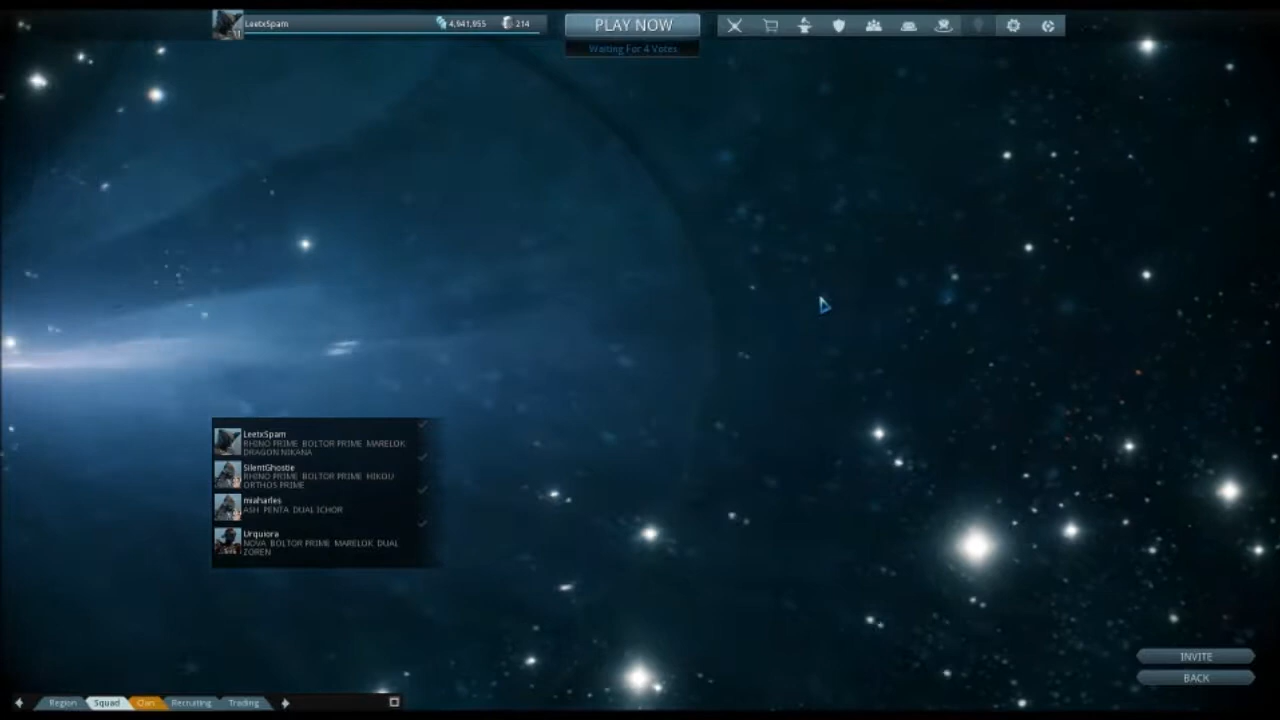 LeetxSpam 4,941,955 214
11
PLAY NOW
Waiting For 4 Votes
LeetxSpam
RHINO PRIME BOLTOR PRIME MARELOK
DRAGON NIKANA
SilentGhostie
RHINO PRIME BOLTOR PRIME HIKOU
ORTHOS PRIME
miaharles
ASH PENTA DUAL ICHOR
Urquiora
NOVA BOLTOR PRIME MARELOK DUAL
ZOREN
INVITE
BACK
Region Squad Clan Recruiting Trading